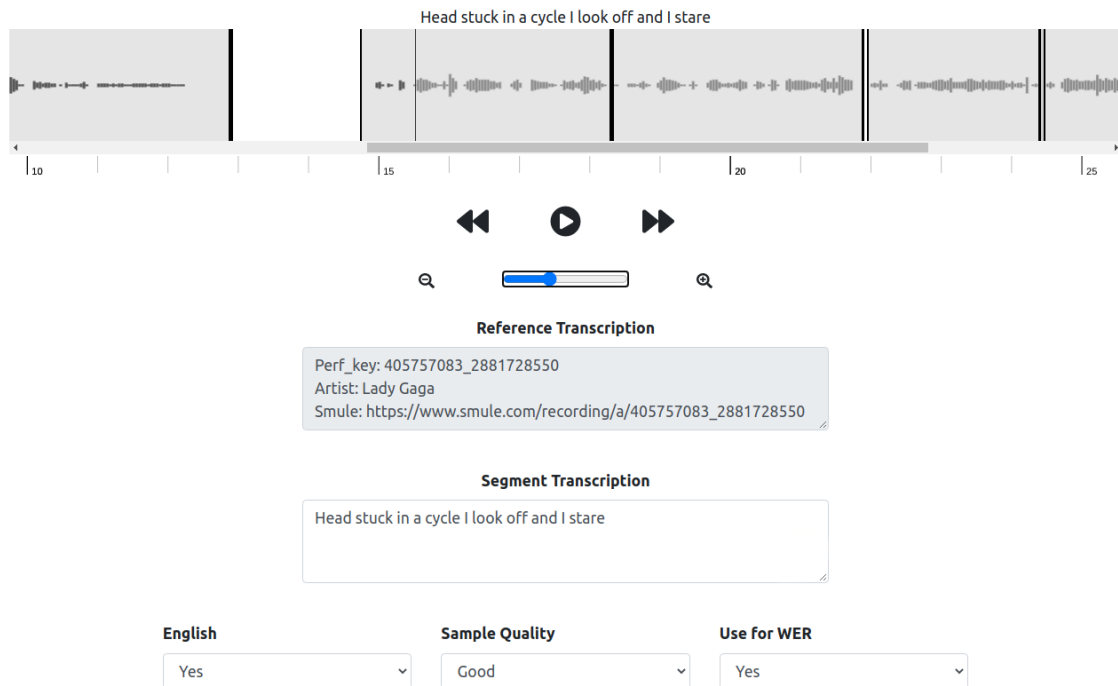 Head stuck in a cycle I look off and I stare
10
15
20
25
Reference Transcription
Perf_key: 405757083_2881728550
Artist: Lady Gaga
Smule: https://www.smule.com/recording/a/405757083_2881728550
Segment Transcription
Head stuck in a cycle I look off and I stare
English Sample Quality Use for WER
Yes Good Yes